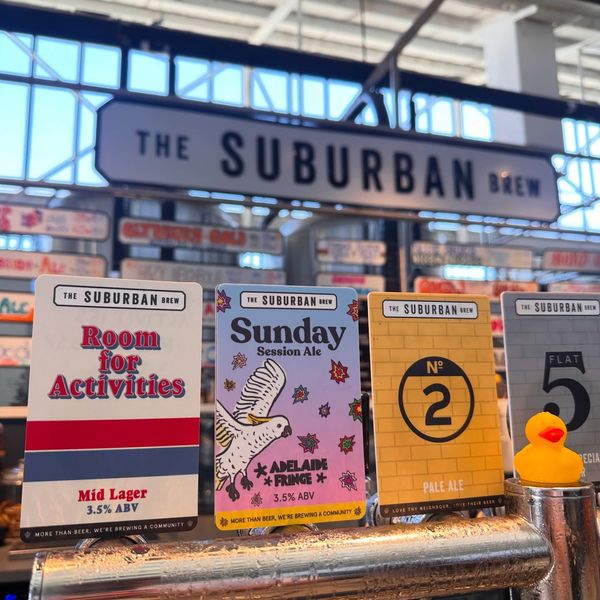 THE SUBURBAN BREW
THE SUBURBAN BREW
Room
for
Activities
Mid Lager
3.5% ABV
MORE THAN BEER, WE'RE BREWING A COMMUNITY
THE SUBURBAN BREW
Sunday
Session Ale
ADELAIDE
FRINGE
3.5% ABV
MORE THAN BEER, WE'RE BREWING A COMMUNITY
THE SUBURBAN BREW
Nº
2
PALE ALE
LOVE THY NEIGHBOUR, LOVE THEIR BEER
THE SUBURBAN BREW
FLAT
5